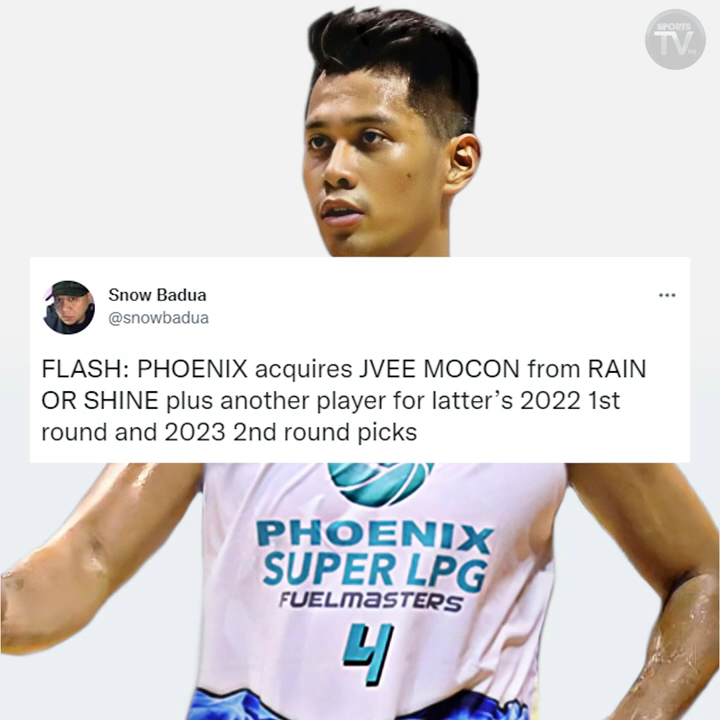 SPORTS
TV.PH
Snow Badua
@snowbadua
FLASH: PHOENIX acquires JVEE MOCON from RAIN
OR SHINE plus another player for latter’s 2022 1st
round and 2023 2nd round picks
PHOENIX
SUPER LPG
FUELMASTERS
4